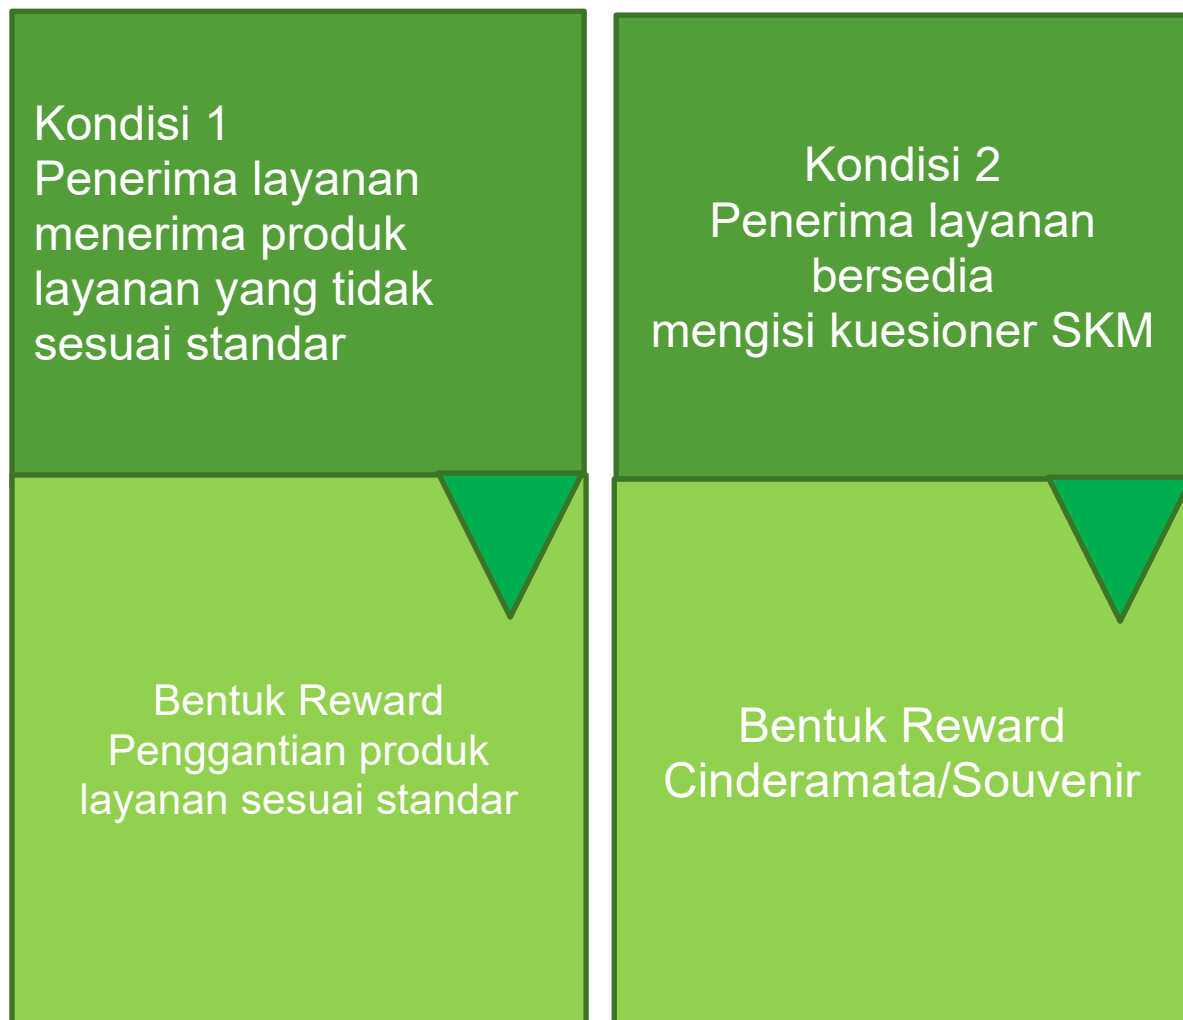 Kondisi 1
Penerima layanan
menerima produk
layanan yang tidak
sesuai standar
Bentuk Reward
Penggantian produk
layanan sesuai standar
Kondisi 2
Penerima layanan
bersedia
mengisi kuesioner SKM
Bentuk Reward
Cinderamata/Souvenir